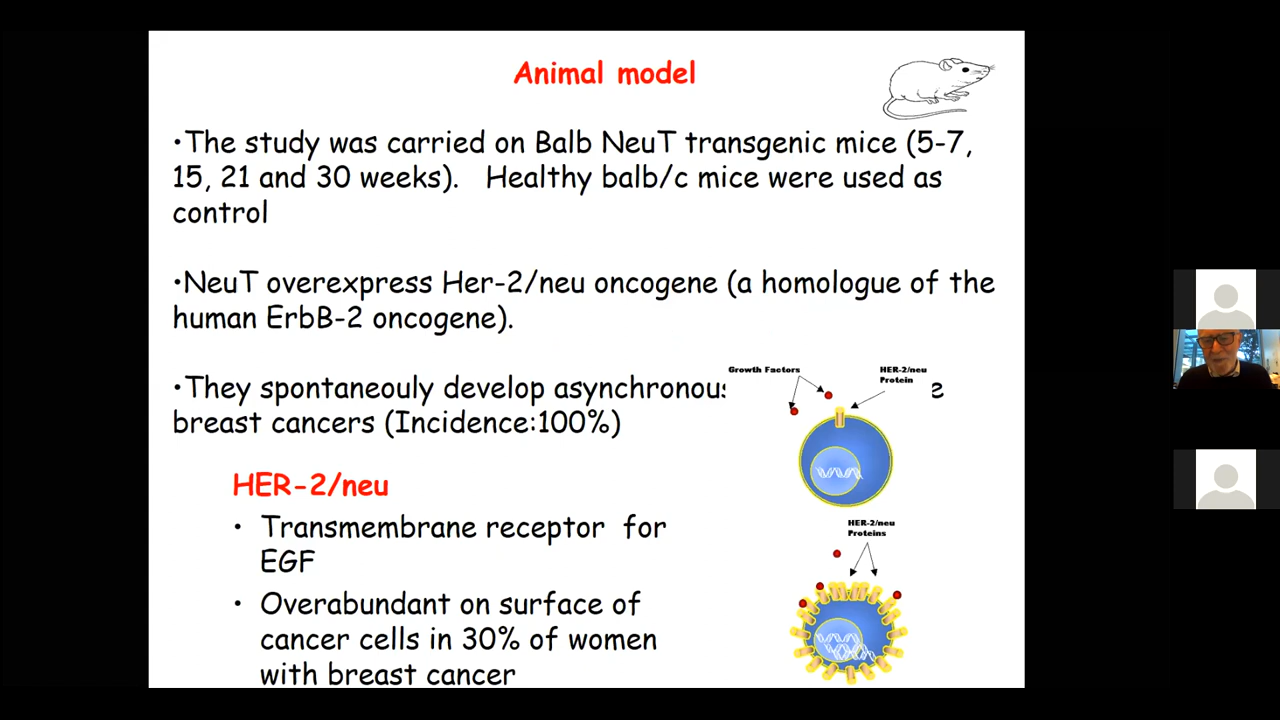 Animal model
•The study was carried on Balb NeuT transgenic mice (5-7,
15, 21 and 30 weeks). Healthy balb/c mice were used as
control
•NeuT overexpress Her-2/neu oncogene (a homologue of the
human ErbB-2 oncogene).
•They spontaneouly develop asynchronous
breast cancers (Incidence:100%)
Growth Factors
HER-2/neu
Protein
HER-2/neu
• Transmembrane receptor for
EGF
• Overabundant on surface of
cancer cells in 30% of women
with breast cancer
HER-2/neu
Proteins